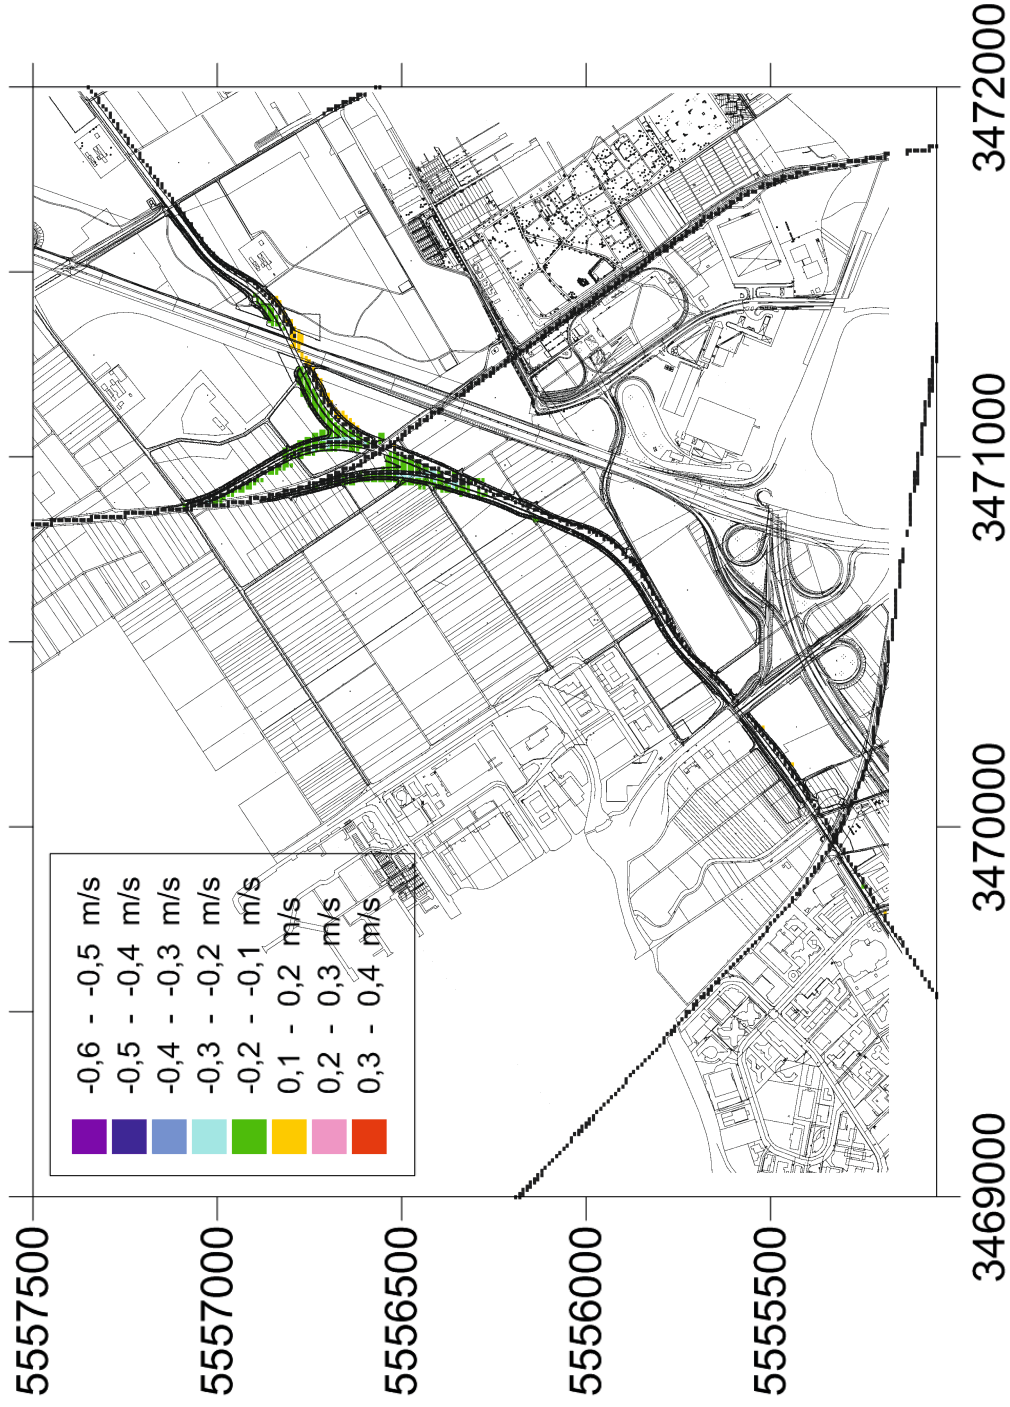 -0,6 - -0,5 m/s
-0,5 - -0,4 m/s
-0,4 - -0,3 m/s
-0,3 - -0,2 m/s
-0,2 - -0,1 m/s
0,1 - 0,2 m/s
0,2 - 0,3 m/s
0,3 - 0,4 m/s
5557500
5557000
5556500
5556000
5555500
3469000
3470000
3471000
3472000